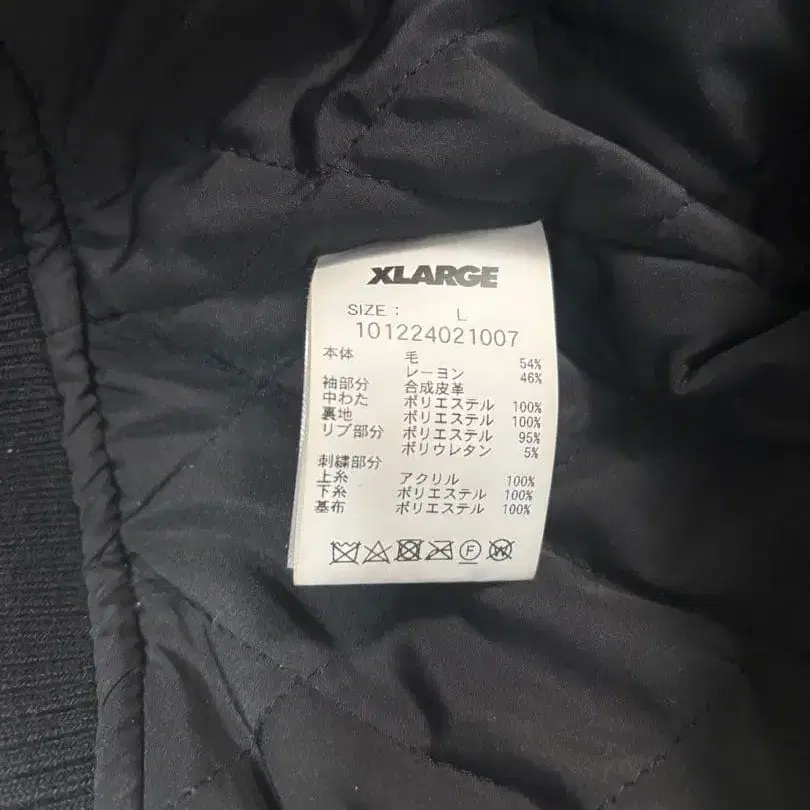 XLARGE
SIZE : L
101224021007
本体 毛 54%
レーヨン 46%
袖部分 合成皮革
中わた ポリエステル 100%
裏地 ポリエステル 100%
リブ部分 ポリエステル 95%
ポリウレタン 5%
刺繍部分
上糸 アクリル 100%
下糸 ポリエステル 100%
基布 ポリエステル 100%
F W